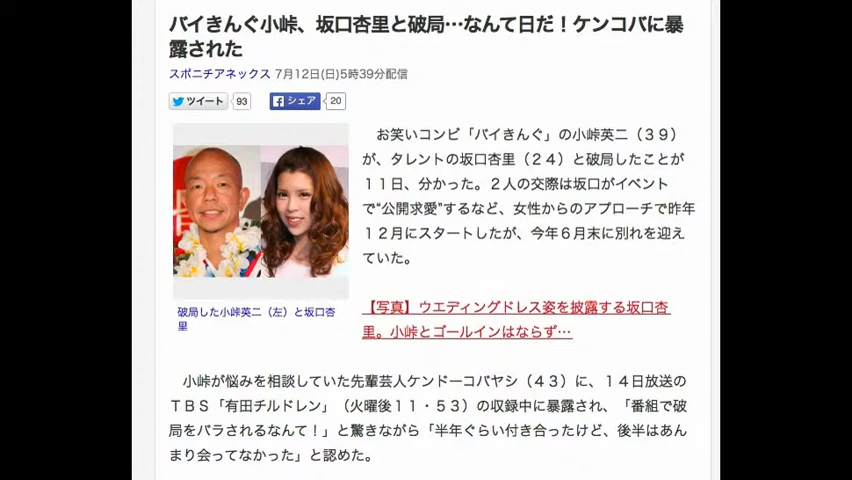 バイきんぐ小峠、坂口杏里と破局…なんて日だ！ケンコバに暴
露された
スポニチアネックス 7月12日(日)5時39分配信
ツイート 93 シェア 20
お笑いコンビ「バイきんぐ」の小峠英二（３９）
が、タレントの坂口杏里（２４）と破局したことが
１１日、分かった。２人の交際は坂口がイベント
で“公開求愛”するなど、女性からのアプローチで昨年
１２月にスタートしたが、今年６月末に別れを迎え
ていた。
破局した小峠英二（左）と坂口杏
里
【写真】ウエディングドレス姿を披露する坂口杏
里。小峠とゴールインはならず…
小峠が悩みを相談していた先輩芸人ケンドーコバヤシ（４３）に、１４日放送の
ＴＢＳ「有田チルドレン」（火曜後１１・５３）の収録中に暴露され、「番組で破
局をバラされるなんて！」と驚きながら「半年ぐらい付き合ったけど、後半はあん
まり会ってなかった」と認めた。